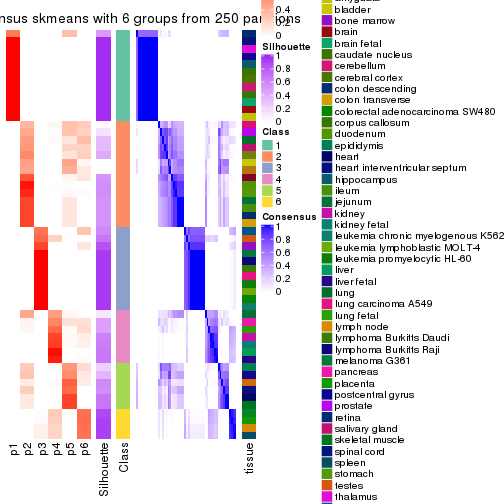 nsus skmeans with 6 groups from 250 par ons
0.4
0.2
0
Silhouette
1
0.8
0.6
0.4
0.2
0
Class
1
2
3
4
5
6
Consensus
1
0.8
0.6
0.4
0.2
0
bladder
bone marrow
brain
brain fetal
caudate nucleus
cerebellum
cerebral cortex
colon descending
colon transverse
colorectal adenocarcinoma SW480
corpus callosum
duodenum
epididymis
heart
heart interventricular septum
hippocampus
ileum
jejunum
kidney
kidney fetal
leukemia chronic myelogenous K562
leukemia lymphoblastic MOLT-4
leukemia promyelocytic HL-60
liver
liver fetal
lung
lung carcinoma A549
lung fetal
lymph node
lymphoma Burkitts Daudi
lymphoma Burkitts Raji
melanoma G361
pancreas
placenta
postcentral gyrus
prostate
retina
salivary gland
skeletal muscle
spinal cord
spleen
stomach
testes
thalamus
p1
p2
p3
p4
p5
p6
Silhouette
Class
tissue